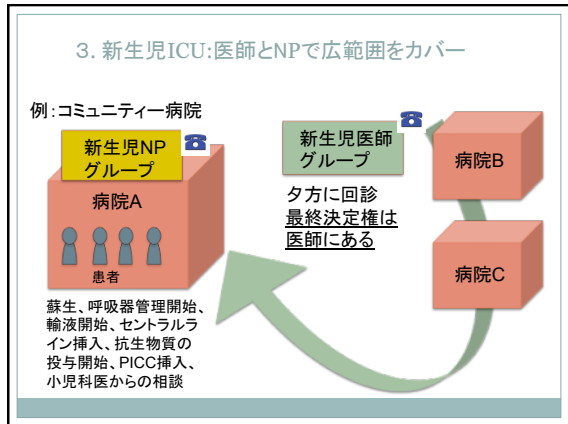 3. 新生児ICU:医師とNPで広範囲をカバー
例:コミュニティー病院
新生児NP
グループ
病院A
患者
蘇生、呼吸器管理開始、
輸液開始、セントラルラ
イン挿入、抗生物質の
投与開始、PICC挿入、
小児科医からの相談
新生児医師
グループ
夕方に回診
最終決定権は
医師にある
病院B
病院C